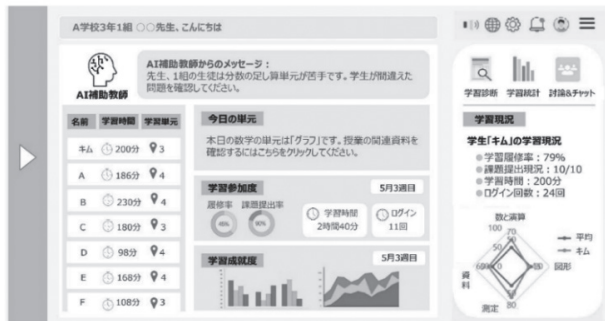 A学校3年1組 ○○先生、こんにちは
AI補助教師
AI補助教師からのメッセージ：
先生、1組の生徒は分数の足し算単元が苦手です。学生が間違えた
問題を確認してください。
名前 学習時間 学習単元
キム 200分 3
A 186分 4
B 230分 4
C 180分 3
D 98分 4
E 168分 4
F 108分 3
今日の単元
本日の数学の単元は「グラフ」です。授業の関連資料を
確認するにはこちらをクリックしてください。
学習参加度 5月3週目
履修率 課題提出率
学習時間
2時間40分
ログイン
11回
学習成就度 5月3週目
学習診断 学習統計 討論&チャット
学習現況
学生「キム」の学習現況
学習履修率：79%
課題提出現況：10/10
学習時間：200分
ログイン回数：24回
数と演算
100
70
50
平均
キム
図形
資料
測定
80